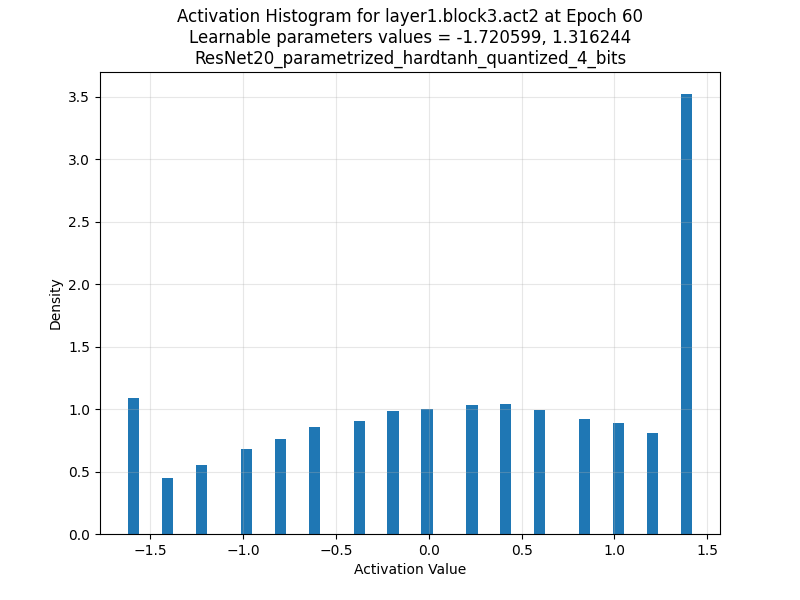 Activation Histogram for layer1.block3.act2 at Epoch 60
Learnable parameters values = -1.720599, 1.316244
ResNet20_parametrized_hardtanh_quantized_4_bits
3.5
3.0
2.5
2.0
1.5
1.0
0.5
0.0
Density
−1.5 −1.0 −0.5 0.0 0.5 1.0 1.5
Activation Value